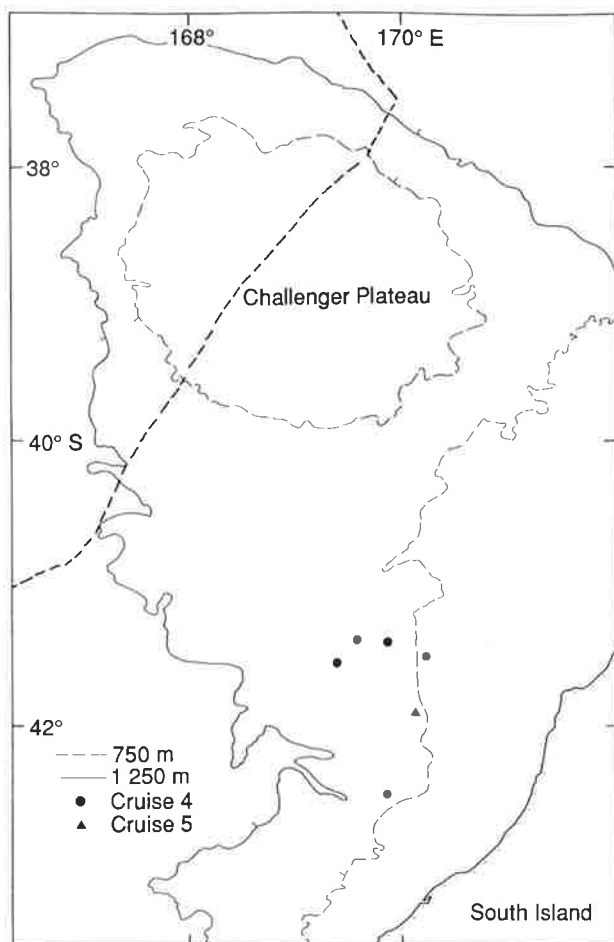 168°
170° E
38°
Challenger Plateau
40° S
42°
750 m
1 250 m
Cruise 4
Cruise 5
South Island